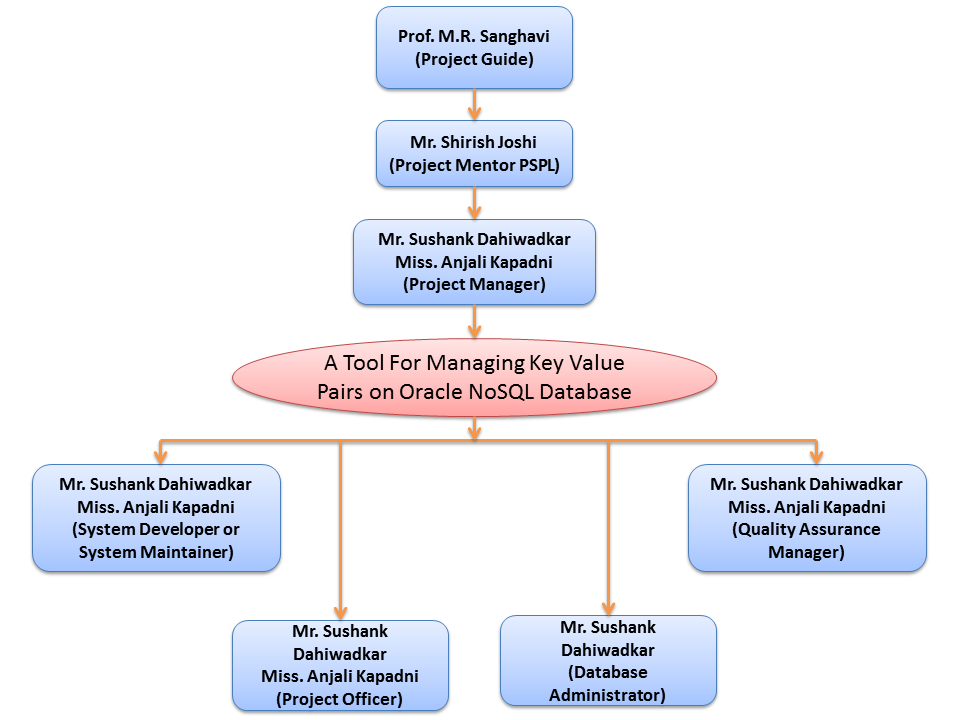 Prof. M.R. Sanghavi
(Project Guide)
Mr. Shirish Joshi
(Project Mentor PSPL)
Mr. Sushank Dahiwadkar
Miss. Anjali Kapadni
(Project Manager)
A Tool For Managing Key Value
Pairs on Oracle NoSQL Database
Mr. Sushank Dahiwadkar
Miss. Anjali Kapadni
(System Developer or
System Maintainer)
Mr. Sushank Dahiwadkar
Miss. Anjali Kapadni
(Quality Assurance
Manager)
Mr. Sushank
Dahiwadkar
Miss. Anjali Kapadni
(Project Officer)
Mr. Sushank
Dahiwadkar
(Database
Administrator)